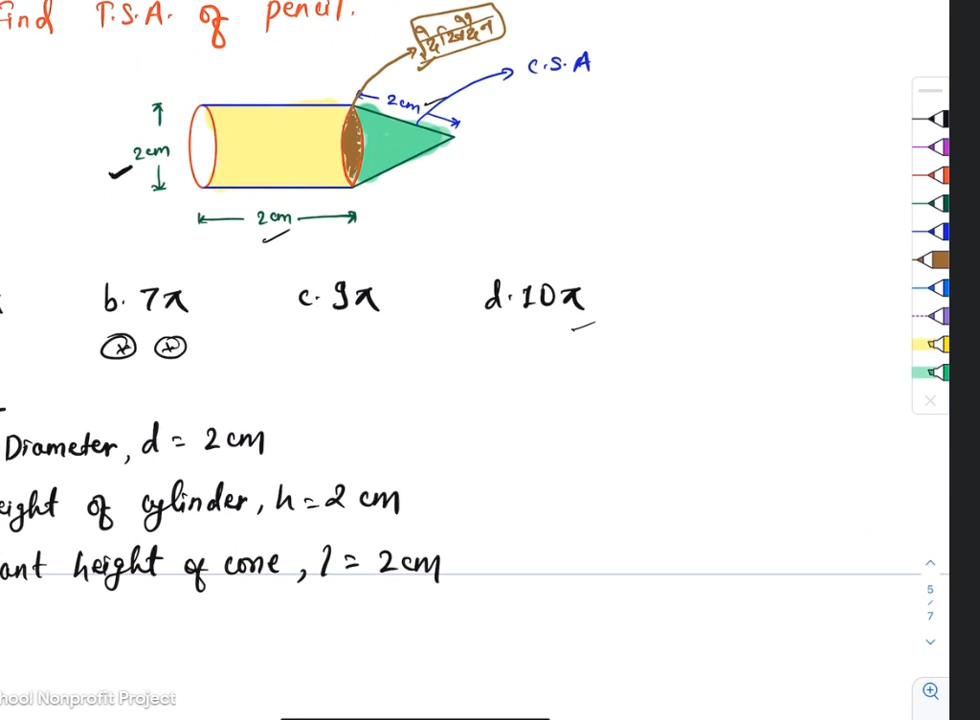 find T.S.A. of pencil.
C.S.A
2cm
2cm
2cm
b. 7π
c. 9π
d. 10π
Diameter, d = 2cm
eight of cylinder, h = 2 cm
ant height of cone, l = 2cm
5
/
7
hool Nonprofit Project